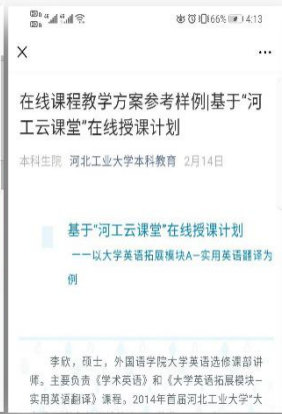 66% 4:13
在线课程教学方案参考样例|基于“河
工云课堂”在线授课计划
本科生院 河北工业大学本科教育 2月14日
基于“河工云课堂”在线授课计划
——以大学英语拓展模块A—实用英语翻译为
例
李欣，硕士，外国语学院大学英语选修课部讲
师。主要负责《学术英语》和《大学英语拓展模块—
实用英语翻译》课程。2014年首届河北工业大学“大